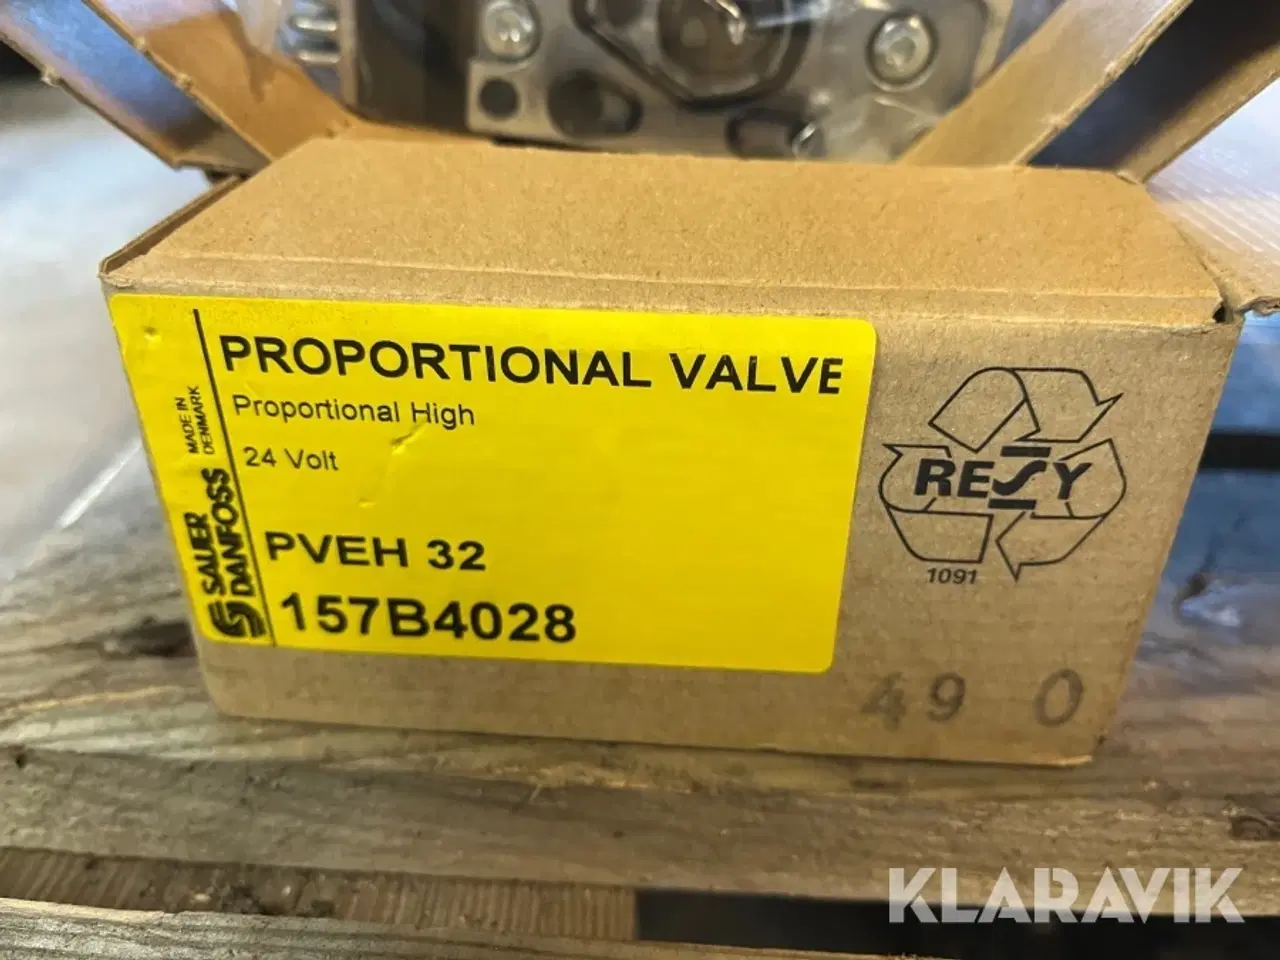 PROPORTIONAL VALVE
Proportional High
24 Volt
PVEH 32
157B4028
MADE IN
DENMARK
SAUER
DANFOSS
RESY
1091
49 0
KLARAVIK